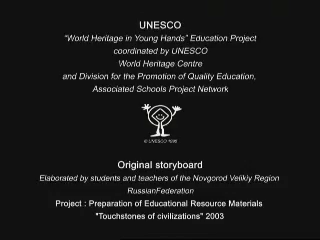 UNESCO
"World Heritage in Young Hands" Education Project
coordinated by UNESCO
World Heritage Centre
and Division for the Promotion of Quality Education,
Associated Schools Project Network
© UNESCO 1996
Original storyboard
Elaborated by students and teachers of the Novgorod Velikiy Region
RussianFederation
Project : Preparation of Educational Resource Materials
"Touchstones of civilizations" 2003